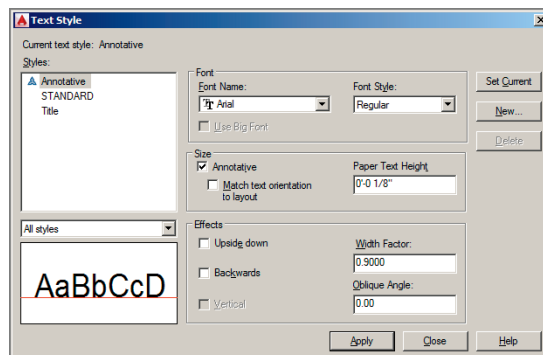 Text Style
Current text style: Annotative
Styles:
Annotative
STANDARD
Title
All styles
AaBbCcD
Font
Font Name:
Arial
Font Style:
Regular
Use Big Font
Size
Annotative
Match text orientation
to layout
Paper Text Height
0'-0 1/8"
Effects
Upside down
Backwards
Vertical
Width Factor:
0.9000
Oblique Angle:
0.00
Set Current
New...
Delete
Apply
Close
Help